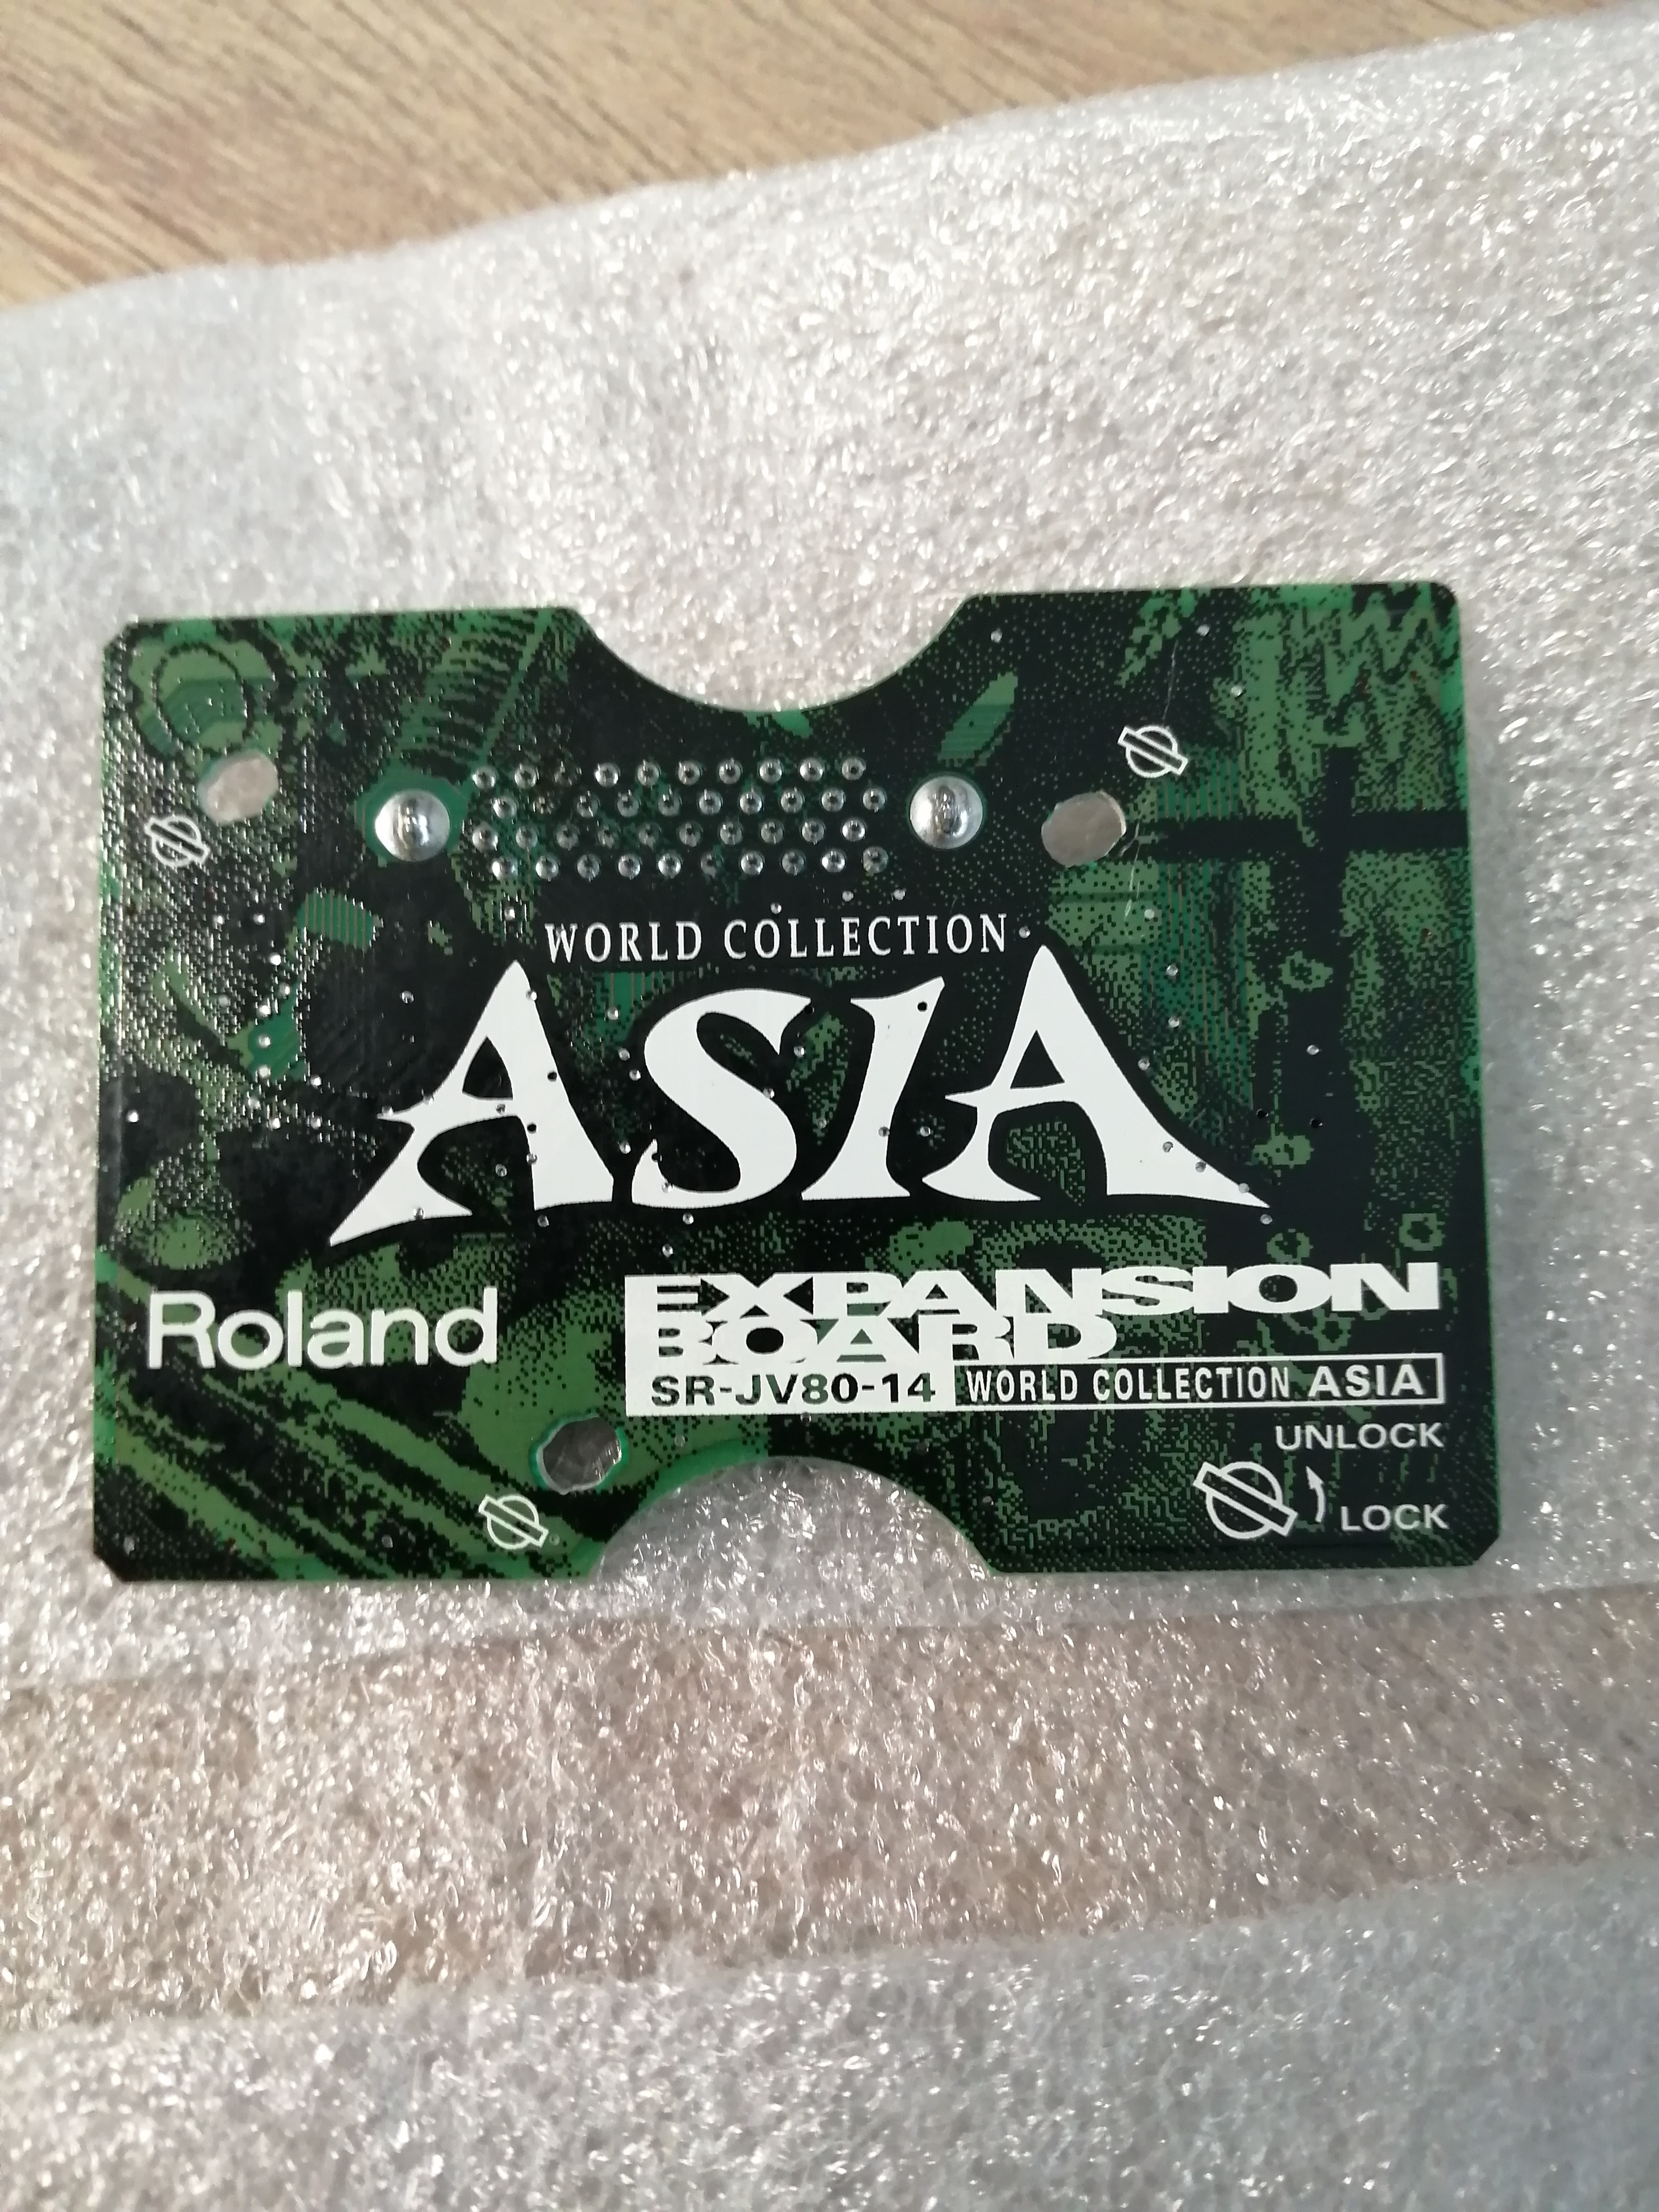 WORLD COLLECTION
ASIA
Roland
EXPANSION
BOARD
SR-JV80-14 WORLD COLLECTION ASIA
UNLOCK
LOCK